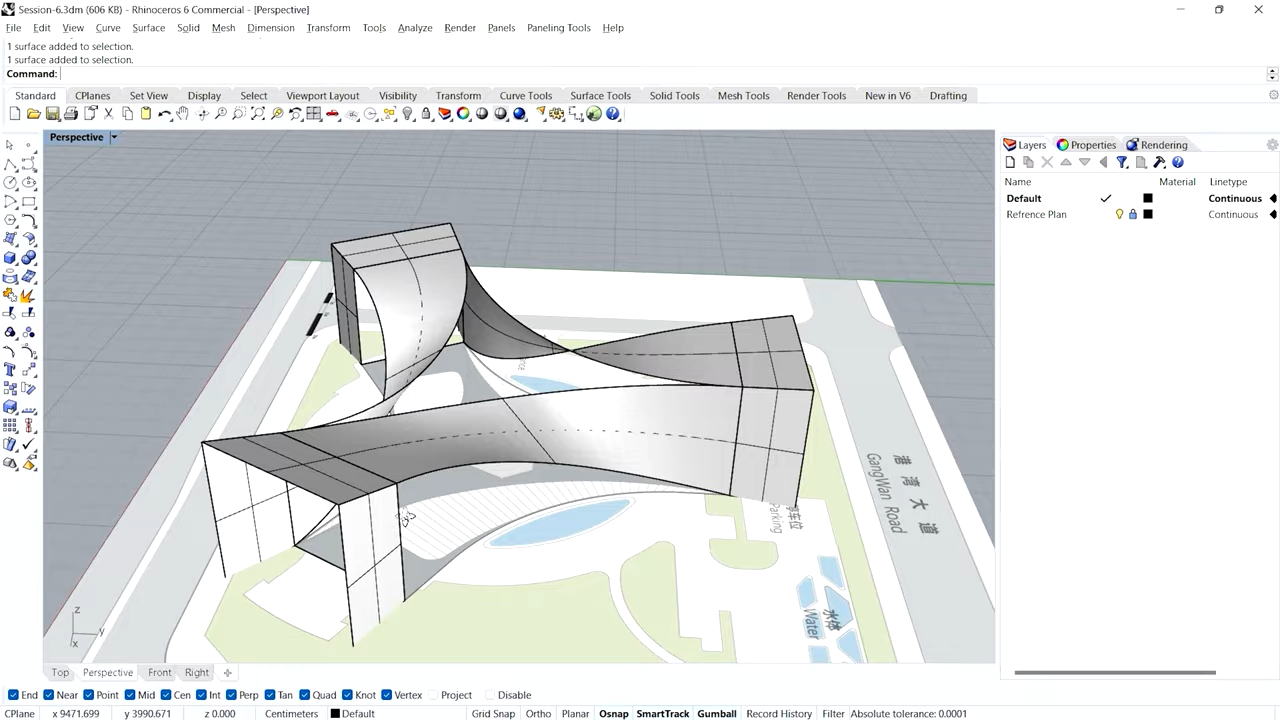 Session-6.3dm (606 KB) - Rhinoceros 6 Commercial - [Perspective]
File Edit View Curve Surface Solid Mesh Dimension Transform Tools Analyze Render Panels Paneling Tools Help
1 surface added to selection.
1 surface added to selection.
Command:
Standard CPlanes Set View Display Select Viewport Layout Visibility Transform Curve Tools Surface Tools Solid Tools Mesh Tools Render Tools New in V6 Drafting
Perspective
Layers Properties Rendering
Name Material Linetype
Default Continuous
Refrence Plan Continuous
港湾大道
GangWan Road
Parking
水体
Water
z
y
x
Top Perspective Front Right
End Near Point Mid Cen Int Perp Tan Quad Knot Vertex Project Disable
CPlane x 9471.699 y 3990.671 z 0.000 Centimeters Default Grid Snap Ortho Planar Osnap SmartTrack Gumball Record History Filter Absolute tolerance: 0.0001